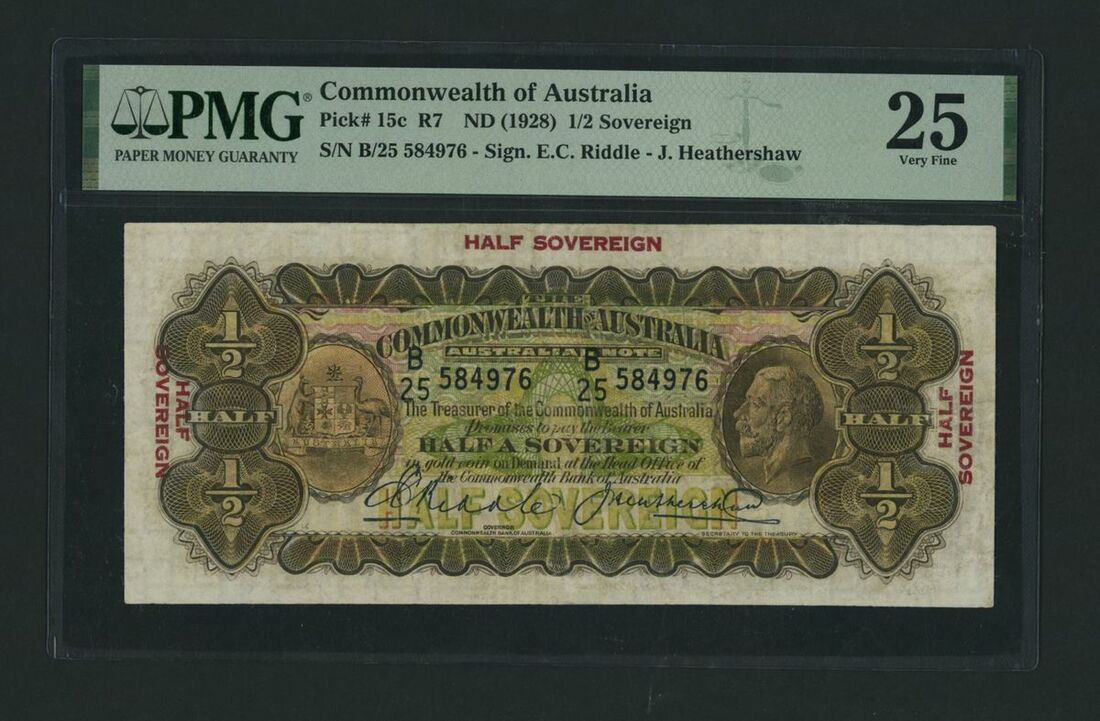 PMG®
PAPER MONEY GUARANTY
Commonwealth of Australia
Pick# 15c R7 ND (1928) 1/2 Sovereign
S/N B/25 584976 - Sign. E.C. Riddle - J. Heathershaw
25
Very Fine
HALF SOVEREIGN
1/2
1/2
THE
COMMONWEALTH OF AUSTRALIA
AUSTRALIAN NOTE
B/25 584976 B/25 584976
HALF SOVEREIGN
HALF
HALF
HALF SOVEREIGN
The Treasurer of the Commonwealth of Australia
Promises to pay the Bearer
HALF A SOVEREIGN
in gold coin on Demand at the Head Office of
the Commonwealth Bank of Australia
1/2
1/2
HALF SOVEREIGN
E C Riddle J Heathershaw
GOVERNOR
COMMONWEALTH BANK OF AUSTRALIA
SECRETARY TO THE TREASURY